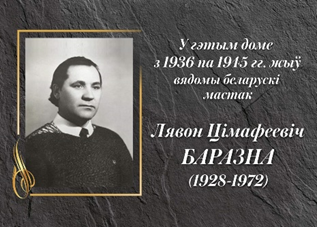 У гэтым доме
з 1936 па 1945 гг. жыў
вядомы беларускі
мастак
Лявон Цімафеевіч
БАРАЗНА
(1928-1972)